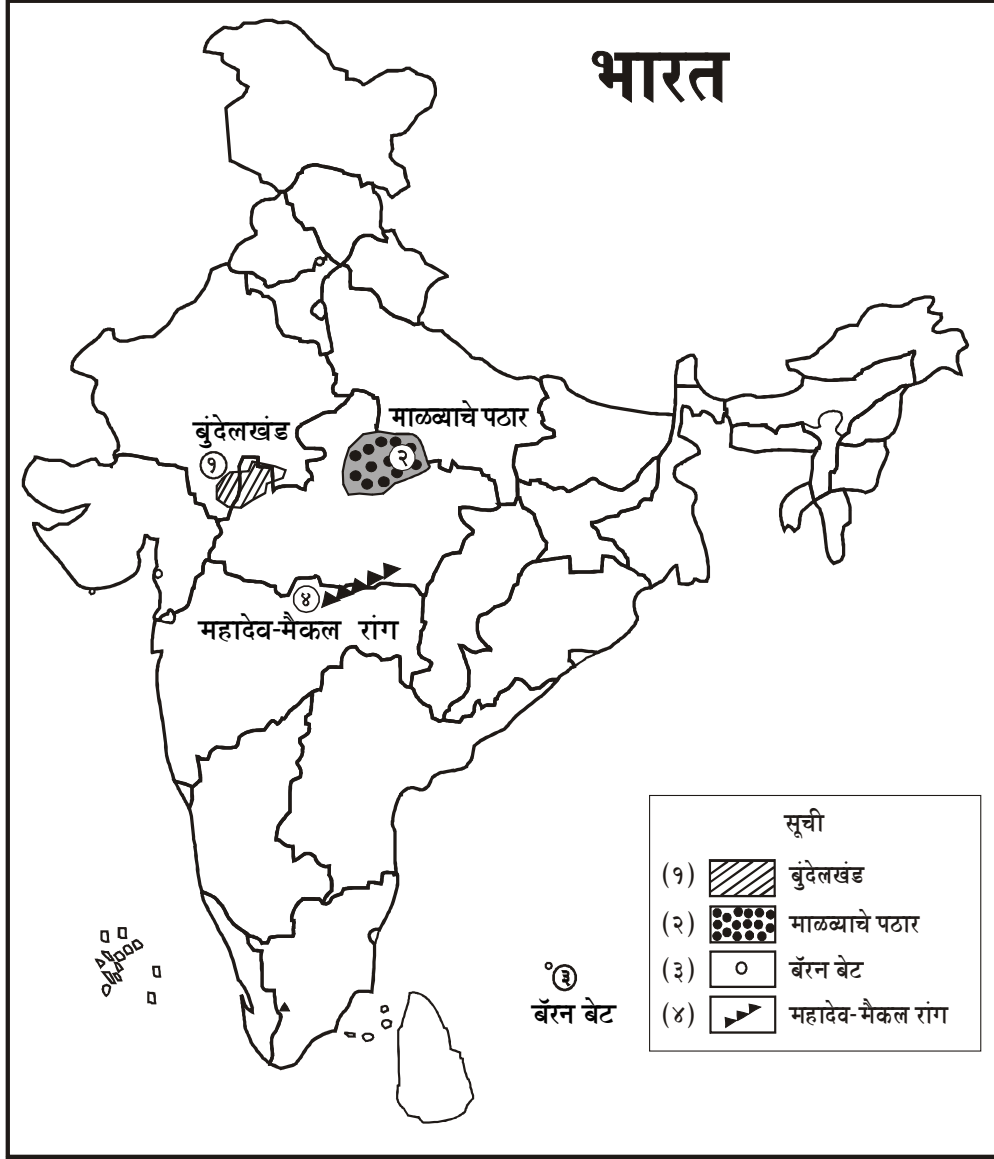 भारत
माळव्याचे पठार
बुंदेलखंड
१
२
४
महादेव-मैकल रांग
३
बॅरन बेट
सूची
(१) बुंदेलखंड
(२) माळव्याचे पठार
(३) बॅरन बेट
(४) महादेव-मैकल रांग